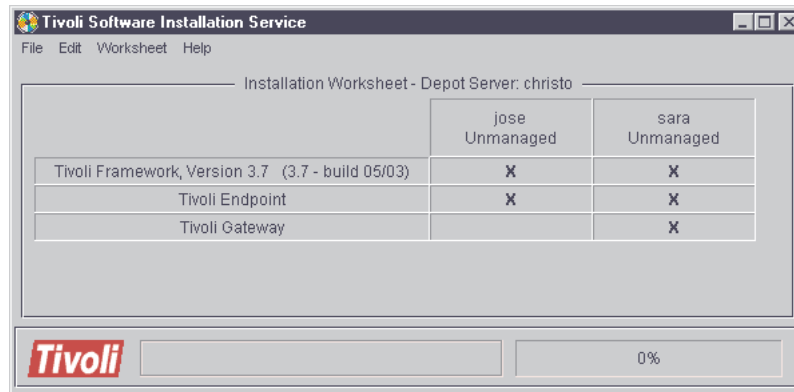 Tivoli Software Installation Service
File Edit Worksheet Help
Installation Worksheet - Depot Server: christo
jose
Unmanaged
sara
Unmanaged
Tivoli Framework, Version 3.7 (3.7 - build 05/03) X X
Tivoli Endpoint X X
Tivoli Gateway X
Tivoli
0%